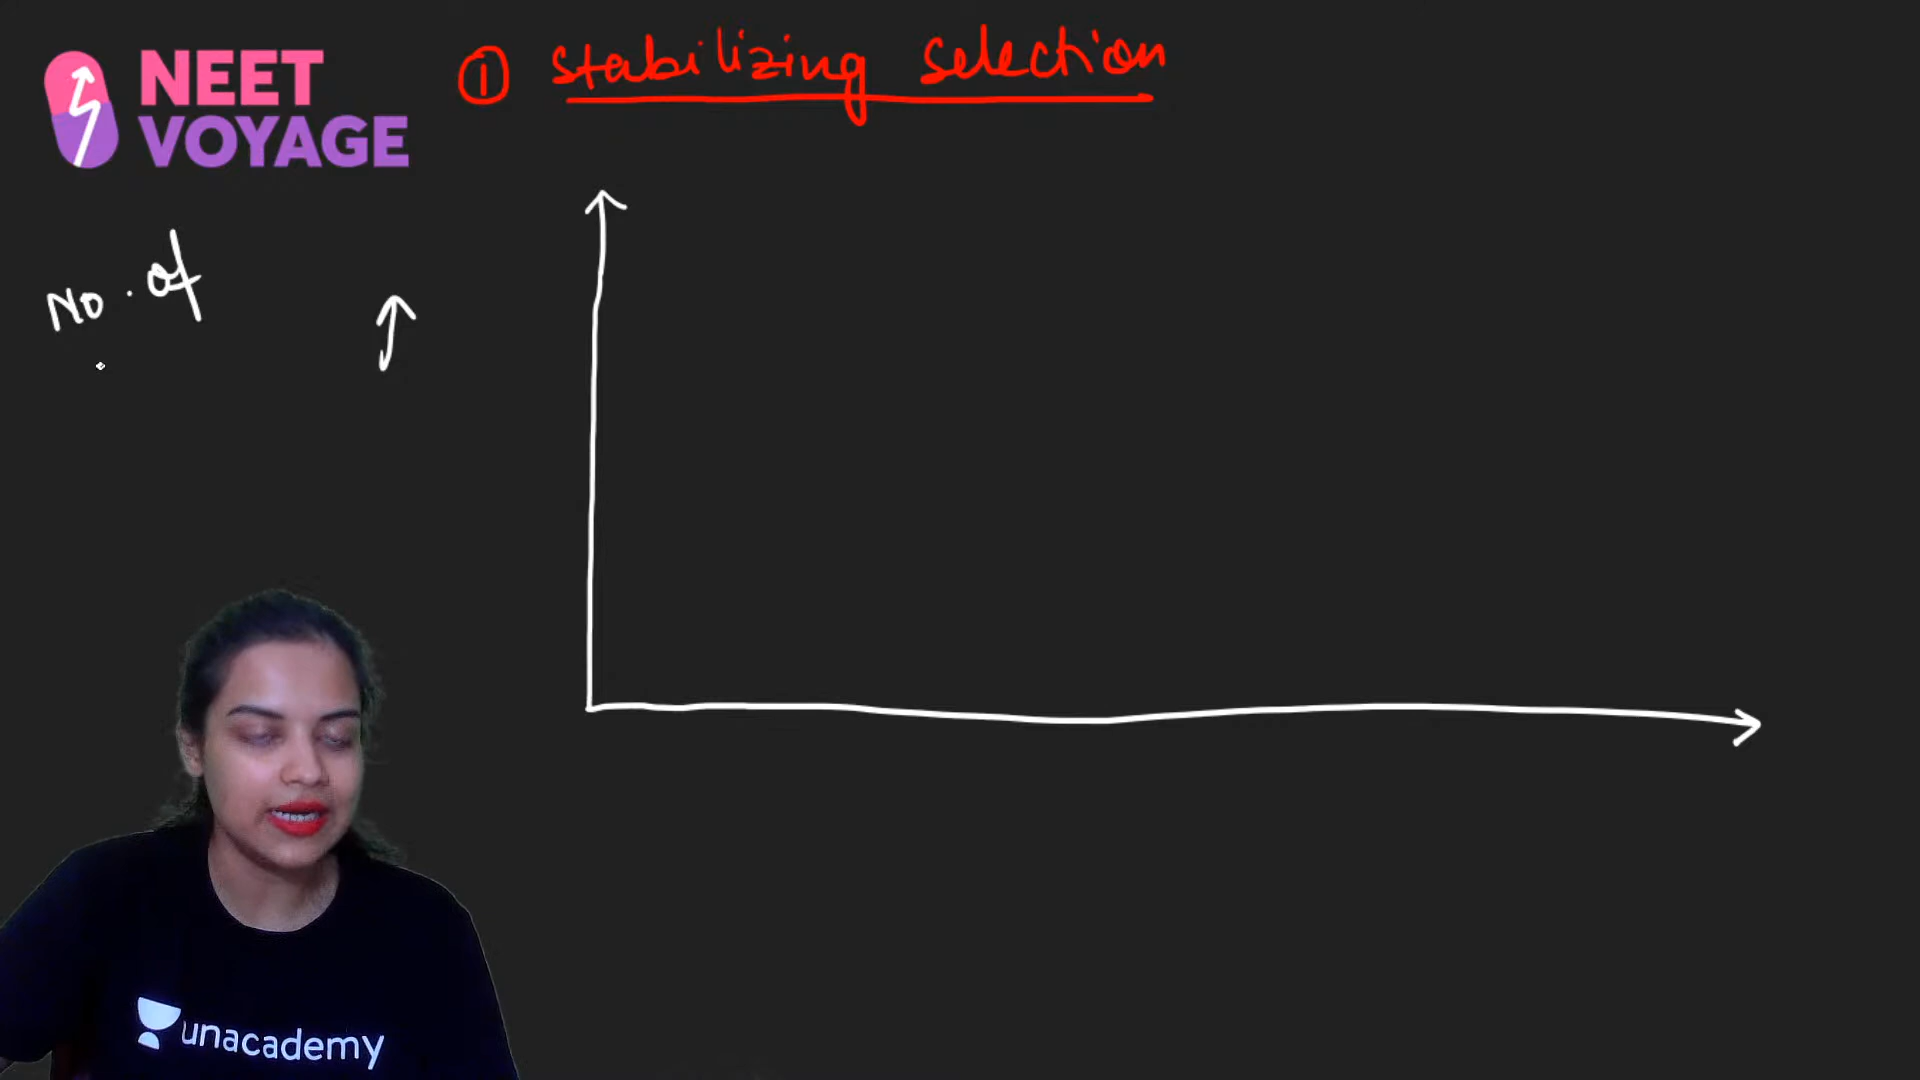 NEET
VOYAGE
① Stabilizing selection
No. of
unacademy